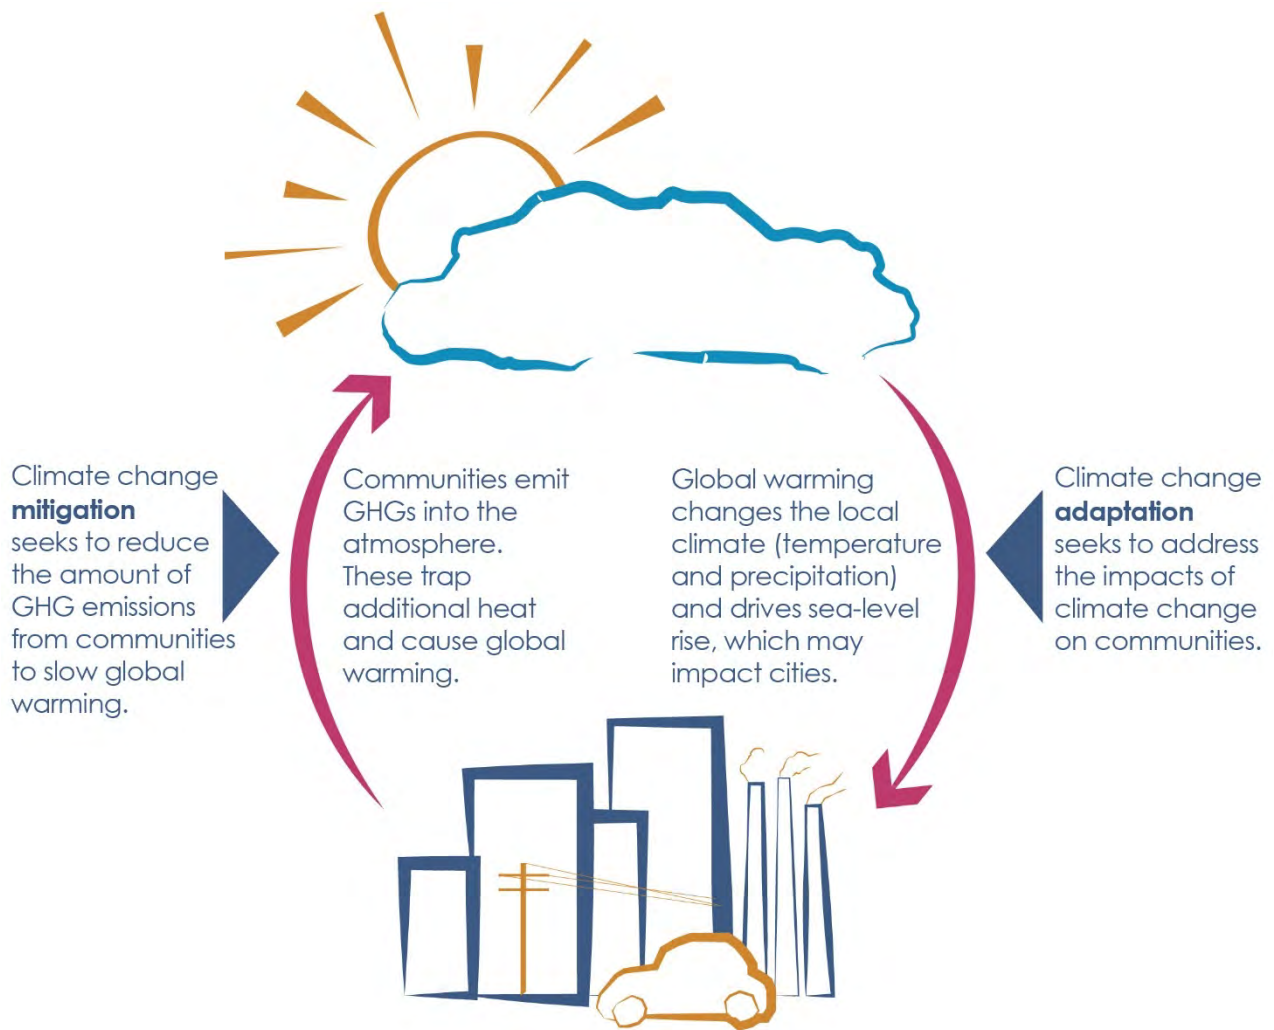 Climate change
mitigation
seeks to reduce
the amount of
GHG emissions
from communities
to slow global
warming.
Communities emit
GHGs into the
atmosphere.
These trap
additional heat
and cause global
warming.
Global warming
changes the local
climate (temperature
and precipitation)
and drives sea-level
rise, which may
impact cities.
Climate change
adaptation
seeks to address
the impacts of
climate change
on communities.